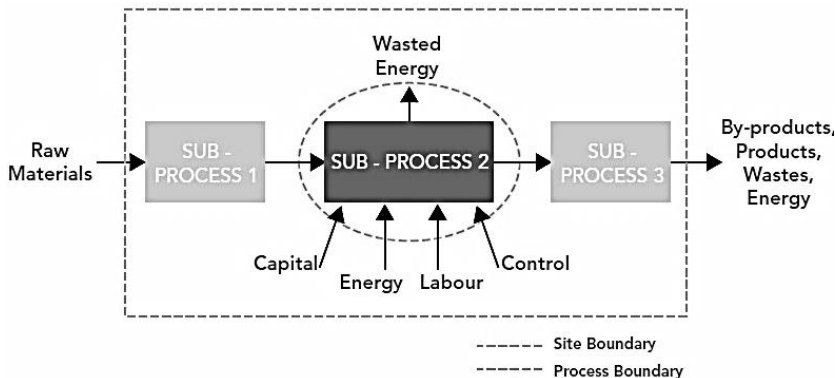 Wasted
Energy
Raw
Materials
SUB -
PROCESS 1
SUB - PROCESS 2
SUB -
PROCESS 3
By-products,
Products,
Wastes,
Energy
Capital
Energy
Labour
Control
Site Boundary
Process Boundary